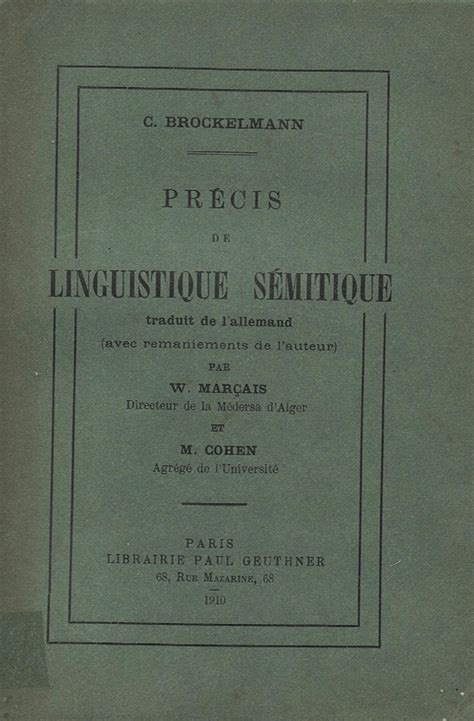 C. BROCKELMANN
PRÉCIS
DE
LINGUISTIQUE SÉMITIQUE
traduit de l'allemand
(avec remaniements de l'auteur)
PAR
W. MARÇAIS
Directeur de la Médersa d'Alger
ET
M. COHEN
Agrégé de l'Université
PARIS
LIBRAIRIE PAUL GEUTHNER
68, RUE MAZARINE, 68
1910